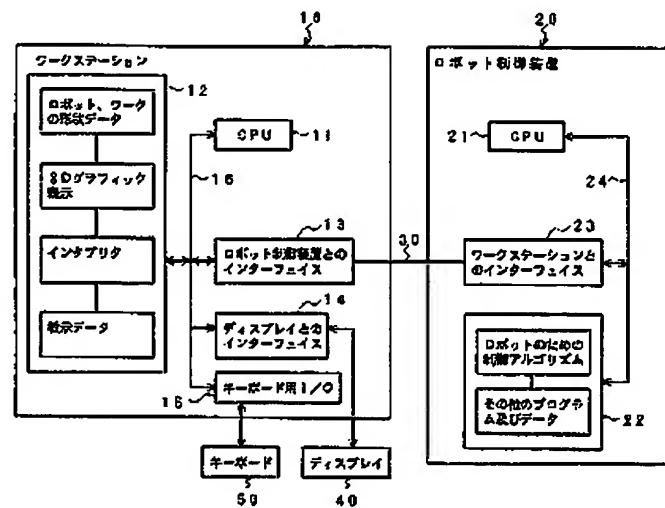 10
ワークステーション
12
ロボット、ワーク
の形状データ
3Dグラフィック
表示
インタプリタ
教示データ
CPU
11
16
13
ロボット制御装置との
インターフェイス
14
ディスプレイとの
インターフェイス
キーボード用I/O
キーボード
50
ディスプレイ
40
30
20
ロボット制御装置
21
CPU
24
23
ワークステーションと
のインターフェイス
ロボットのための
制御アルゴリズム
その他のプログラ
ム及びデータ
22